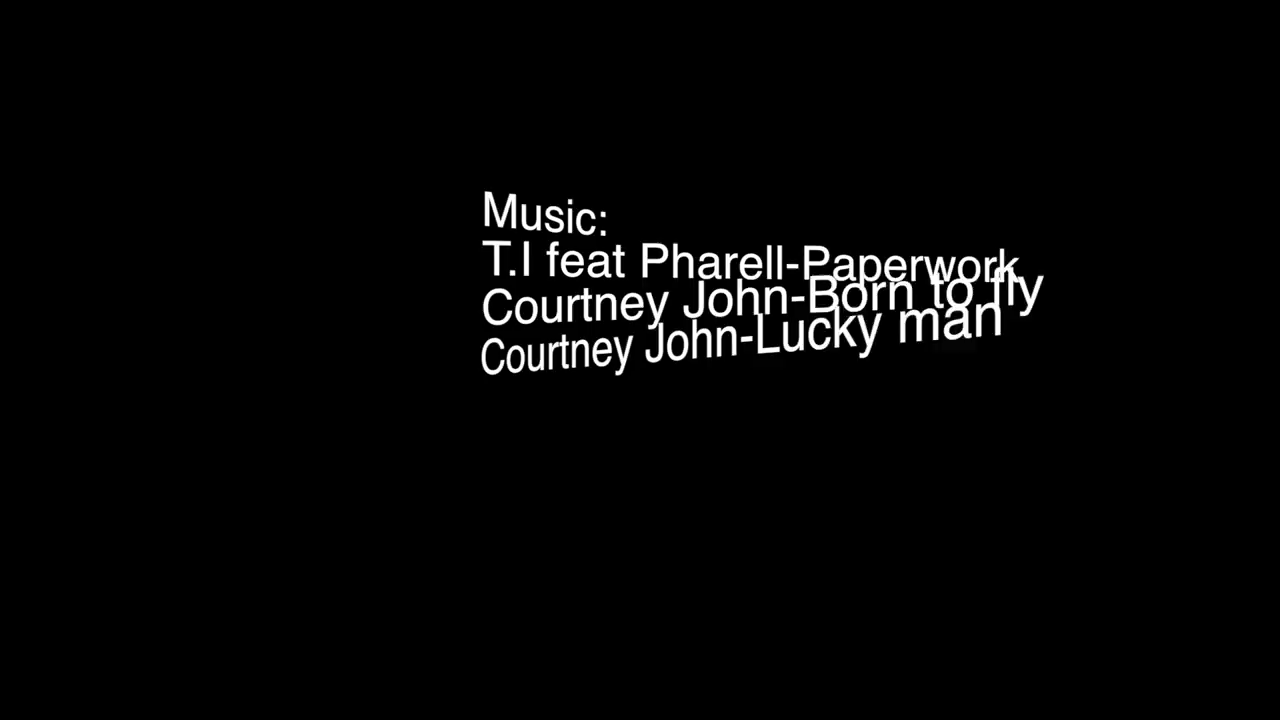 Music:
T.I feat Pharell-Paperwork
Courtney John-Born to fly
Courtney John-Lucky man